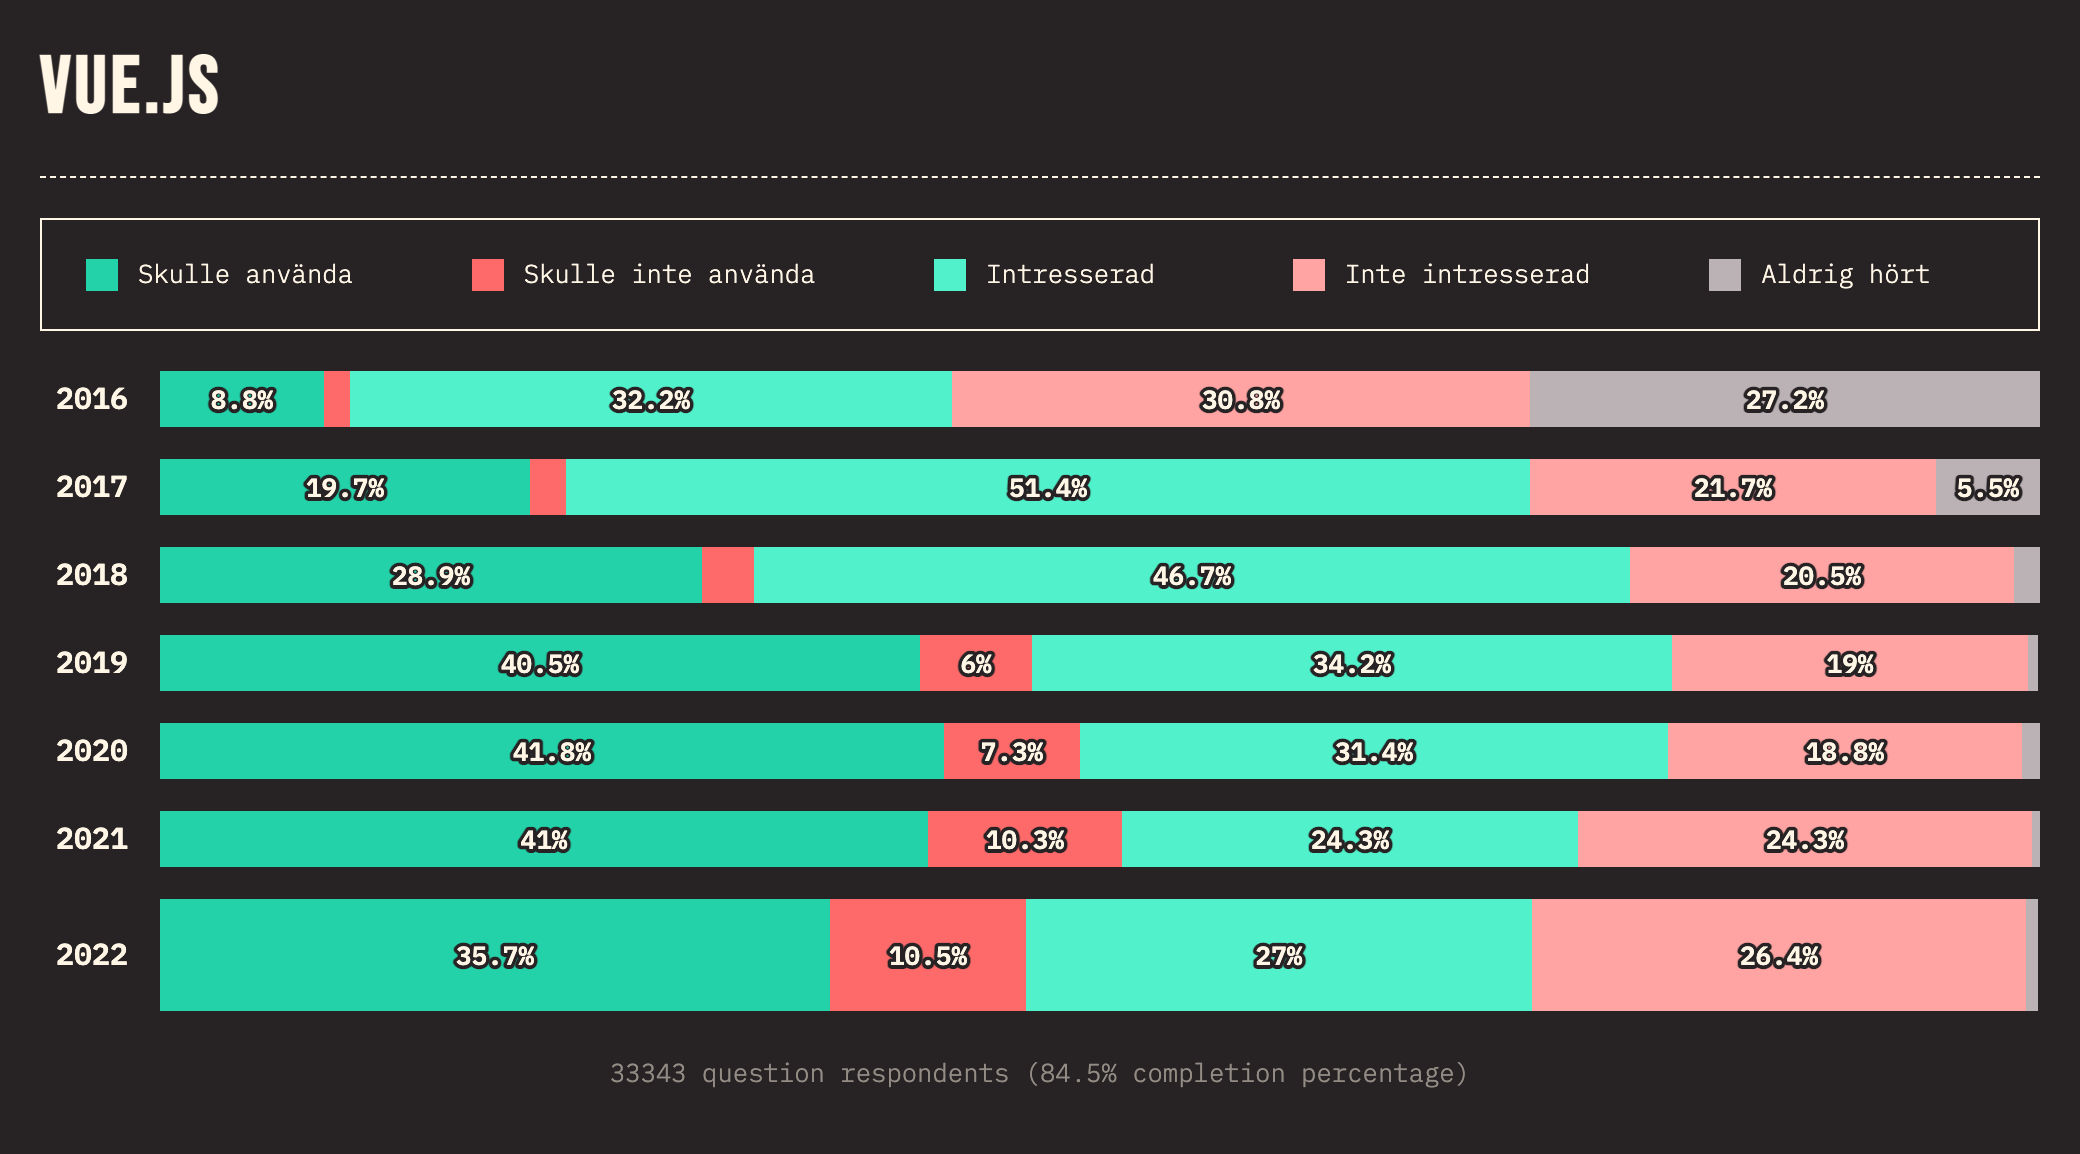 VUE.JS
Skulle använda Skulle inte använda Intresserad Inte intresserad Aldrig hört
2016 8.8% 32.2% 30.8% 27.2%
2017 19.7% 51.4% 21.7% 5.5%
2018 28.9% 46.7% 20.5%
2019 40.5% 6% 34.2% 19%
2020 41.8% 7.3% 31.4% 18.8%
2021 41% 10.3% 24.3% 24.3%
2022 35.7% 10.5% 27% 26.4%
33343 question respondents (84.5% completion percentage)